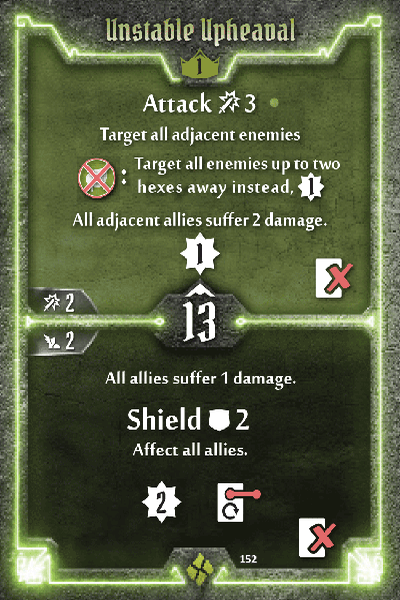 Unstable Upheaval
1
Attack 3
Target all adjacent enemies
: Target all enemies up to two
hexes away instead, 1
All adjacent allies suffer 2 damage.
1
2
13
2
All allies suffer 1 damage.
Shield 2
Affect all allies.
2
152